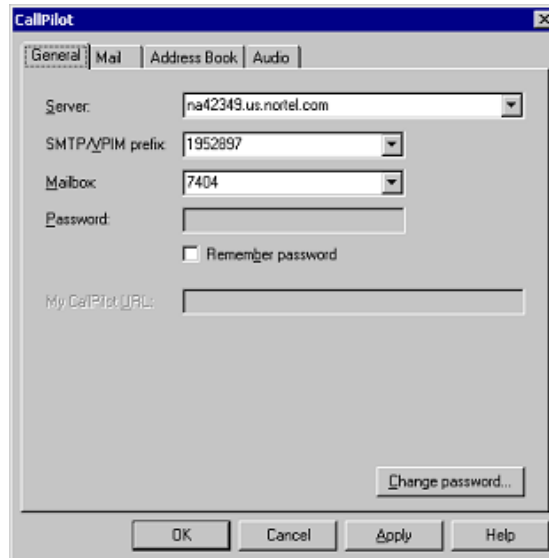 CallPilot
General Mail Address Book Audio
Server: na42349.us.nortel.com
SMTP/VPIM prefix: 1952897
Mailbox: 7404
Password:
Remember password
My CallPilot URL:
Change password...
OK Cancel Apply Help